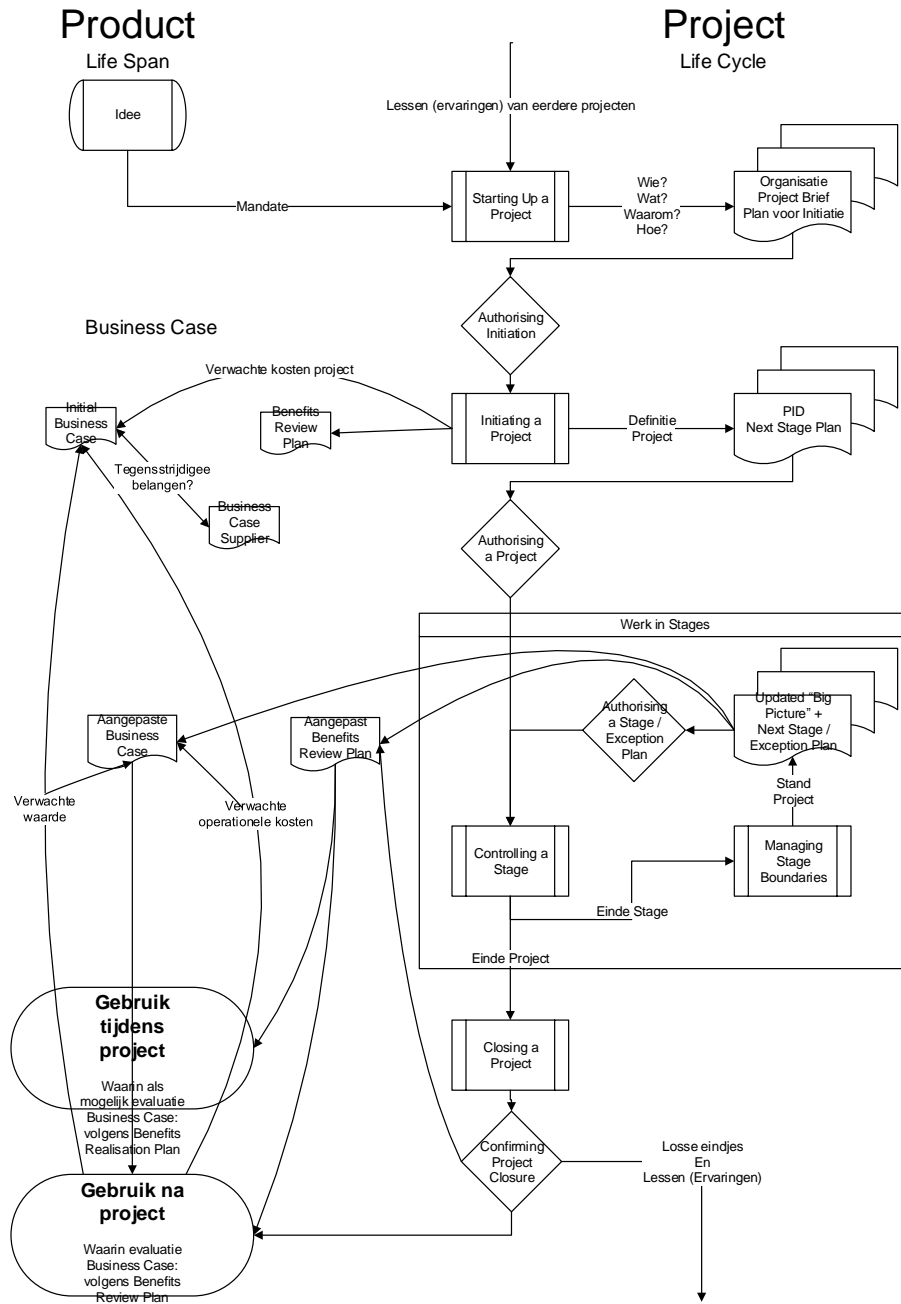 Product
Life Span
Project
Life Cycle
Idee
Lessen (ervaringen) van eerdere projecten
Mandate
Starting Up a
Project
Wie?
Wat?
Waarom?
Hoe?
Organisatie
Project Brief
Plan voor Initiatie
Authorising
Initiation
Business Case
Verwachte kosten project
Initial
Business
Case
Benefits
Review
Plan
Initiating a
Project
Definitie
Project
PID
Next Stage Plan
Tegensstrijdigee
belangen?
Business
Case
Supplier
Authorising
a Project
Werk in Stages
Aangepaste
Business
Case
Aangepast
Benefits
Review Plan
Authorising
a Stage /
Exception
Plan
Updated “Big
Picture” +
Next Stage /
Exception Plan
Stand
Project
Verwachte
waarde
Verwachte
operationele kosten
Controlling a
Stage
Managing
Stage
Boundaries
Einde Stage
Einde Project
Gebruik
tijdens
project
Waarin als
mogelijk evaluatie
Business Case:
volgens Benefits
Realisation Plan
Closing a
Project
Confirming
Project
Closure
Losse eindjes
En
Lessen (Ervaringen)
Gebruik na
project
Waarin evaluatie
Business Case:
volgens Benefits
Review Plan